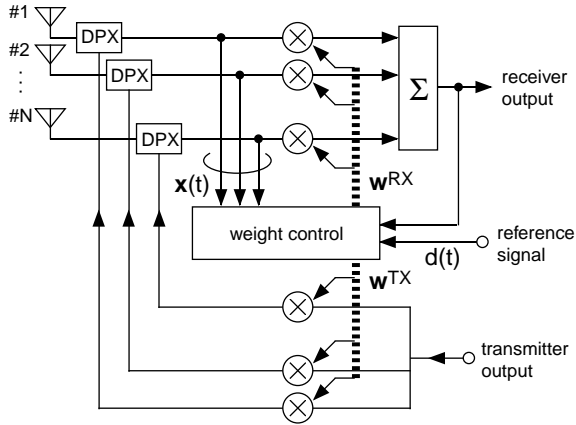 #1
DPX
#2
DPX
#N
DPX
Σ
receiver
output
x(t)
w^RX
weight control
reference
signal
d(t)
w^TX
transmitter
output